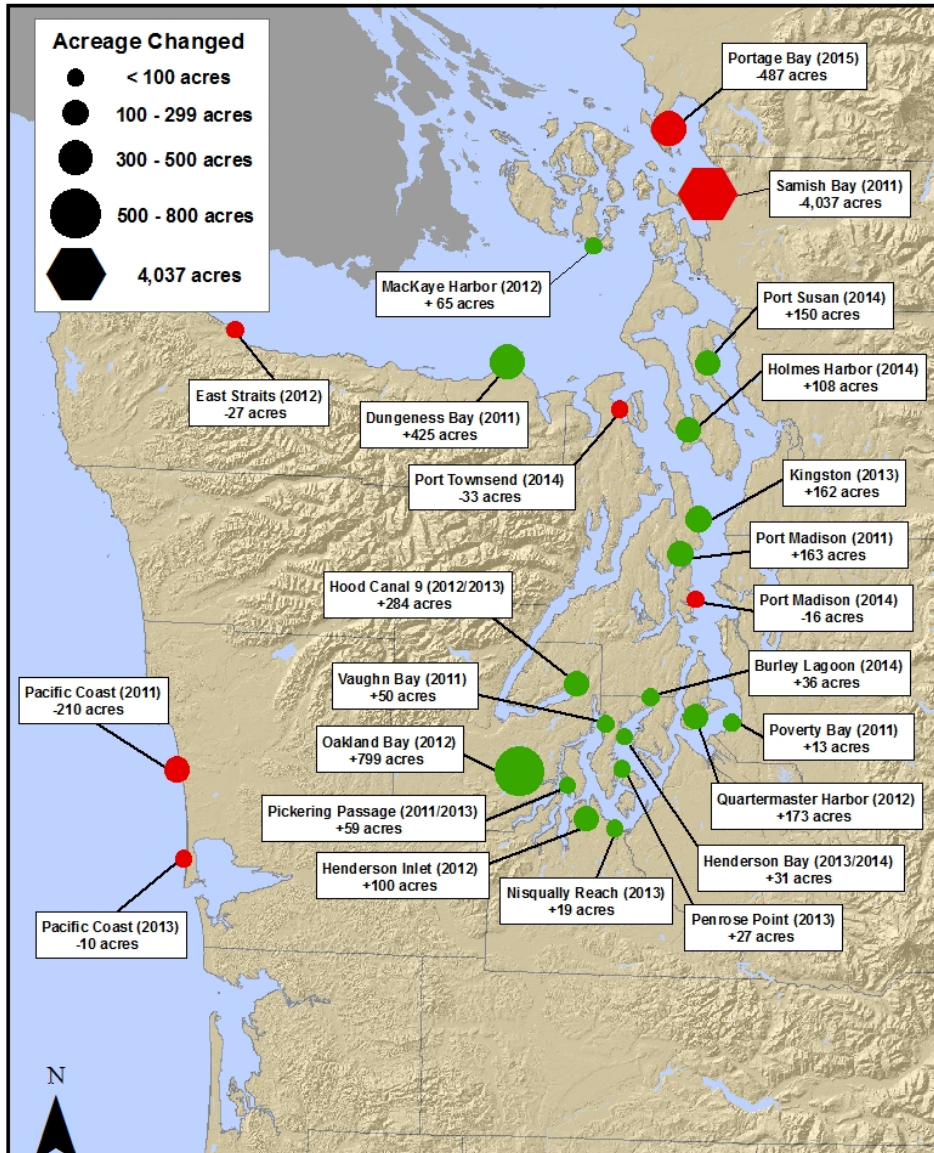 Acreage Changed
< 100 acres
100 - 299 acres
300 - 500 acres
500 - 800 acres
4,037 acres
Portage Bay (2015)
-487 acres
Samish Bay (2011)
-4,037 acres
MacKaye Harbor (2012)
+ 65 acres
Port Susan (2014)
+150 acres
East Straits (2012)
-27 acres
Dungeness Bay (2011)
+425 acres
Holmes Harbor (2014)
+108 acres
Port Townsend (2014)
-33 acres
Kingston (2013)
+162 acres
Port Madison (2011)
+163 acres
Hood Canal 9 (2012/2013)
+284 acres
Port Madison (2014)
-16 acres
Vaughn Bay (2011)
+50 acres
Burley Lagoon (2014)
+36 acres
Pacific Coast (2011)
-210 acres
Oakland Bay (2012)
+799 acres
Poverty Bay (2011)
+13 acres
Pickering Passage (2011/2013)
+59 acres
Quartermaster Harbor (2012)
+173 acres
Henderson Inlet (2012)
+100 acres
Henderson Bay (2013/2014)
+31 acres
Nisqually Reach (2013)
+19 acres
Penrose Point (2013)
+27 acres
Pacific Coast (2013)
-10 acres
N